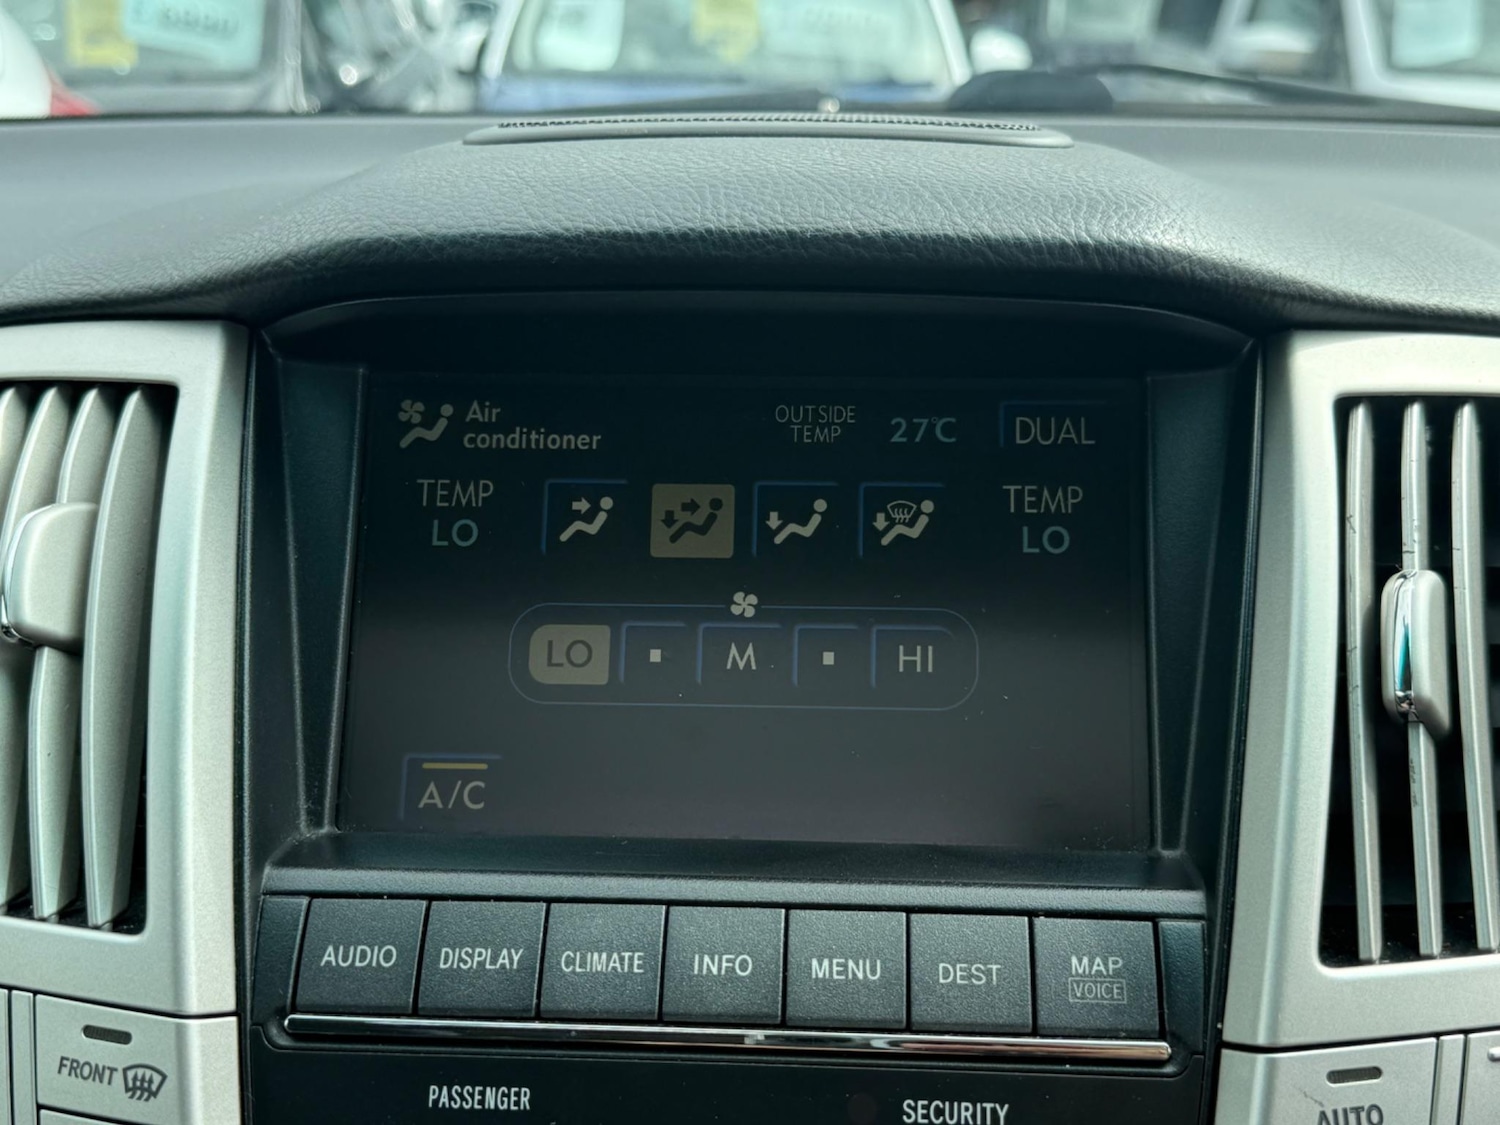 Air
conditioner
OUTSIDE
TEMP
27°C
DUAL
TEMP
LO
TEMP
LO
LO
M
HI
A/C
AUDIO
DISPLAY
CLIMATE
INFO
MENU
DEST
MAP
VOICE
FRONT
PASSENGER
SECURITY
AUTO